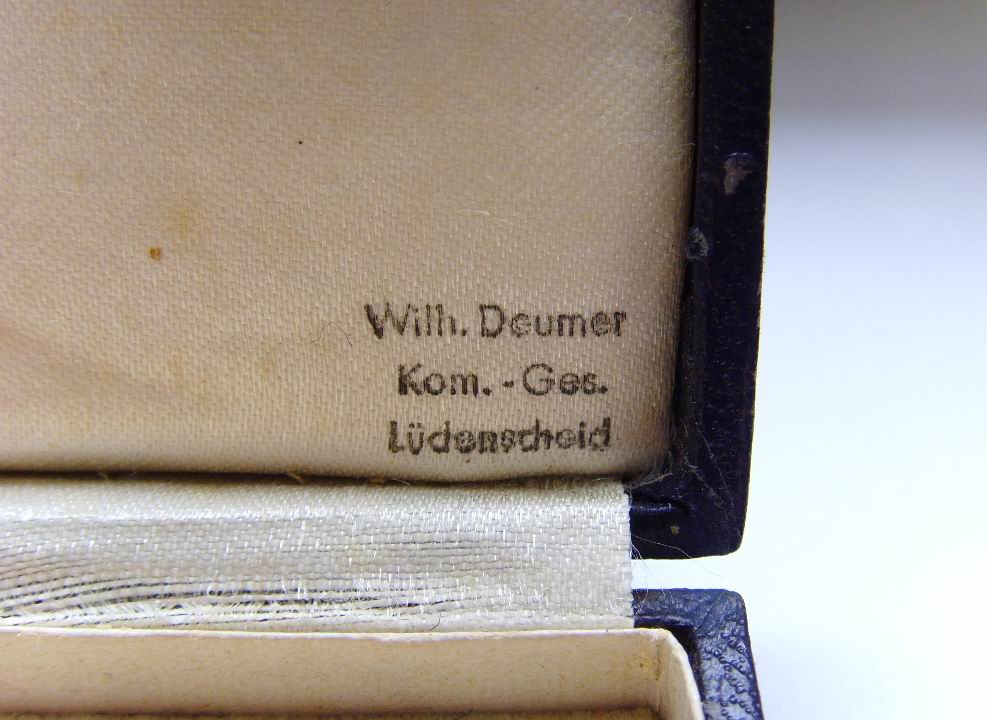 Wilh. Deumer
Kom.-Ges.
Lüdenscheid